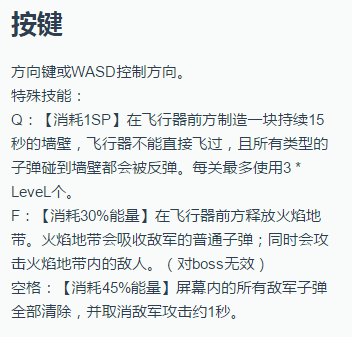 按键
方向键或WASD控制方向。
特殊技能：
Q：【消耗1SP】在飞行器前方制造一块持续15
秒的墙壁，飞行器不能直接飞过，且所有类型的
子弹碰到墙壁都会被反弹。每关最多使用3 *
LeveL个。
F：【消耗30%能量】在飞行器前方释放火焰地
带。火焰地带会吸收敌军的普通子弹；同时会攻
击火焰地带内的敌人。（对boss无效）
空格：【消耗45%能量】屏幕内的所有敌军子弹
全部清除，并取消敌军攻击约1秒。